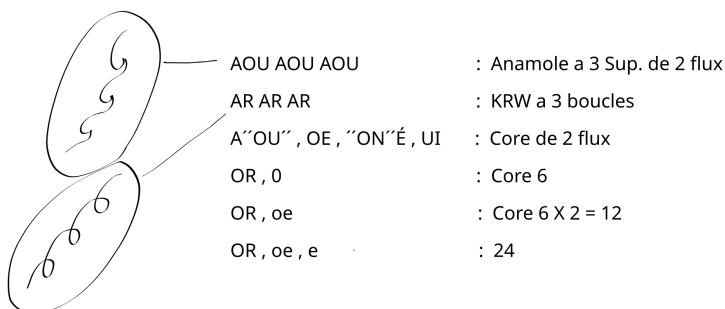 AOU AOU AOU : Anamole a 3 Sup. de 2 flux
AR AR AR : KRW a 3 boucles
A´´OU´´ , OE , ´´ON´´É , UI : Core de 2 flux
OR , 0 : Core 6
OR , oe : Core 6 X 2 = 12
OR , oe , e : 24